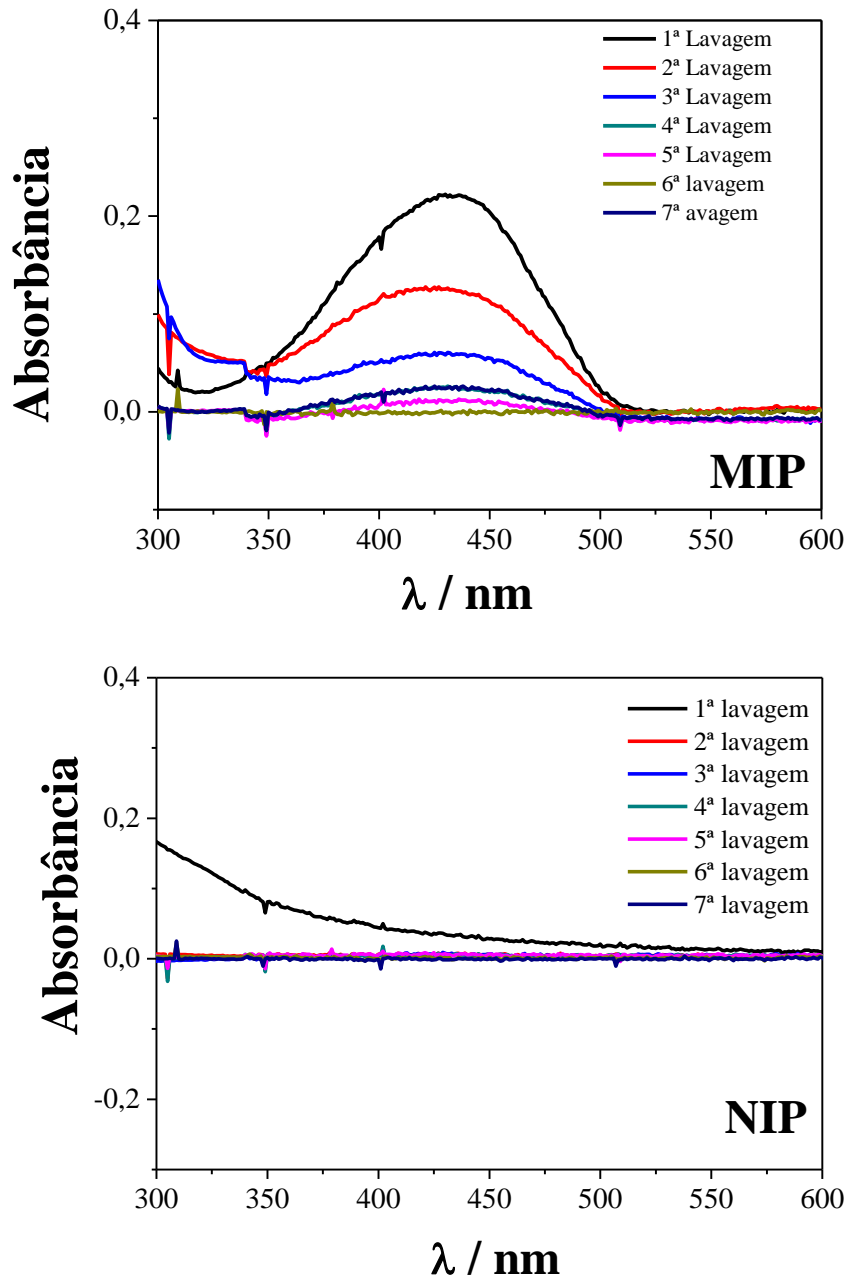 0,4
0,2
0,0
Absorbância
1ª Lavagem
2ª Lavagem
3ª Lavagem
4ª Lavagem
5ª Lavagem
6ª lavagem
7ª avagem
MIP
300 350 400 450 500 550 600
λ / nm
0,4
0,2
0,0
-0,2
Absorbância
1ª lavagem
2ª lavagem
3ª lavagem
4ª lavagem
5ª lavagem
6ª lavagem
7ª lavagem
NIP
300 350 400 450 500 550 600
λ / nm